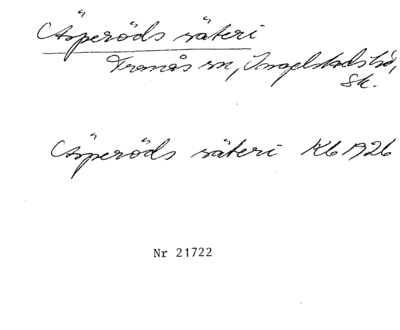 Äsperöds säteri
Tranås sn, Ingelstads hd,
Sk.
Äsperöds säteri Kb 1926
Nr 21722